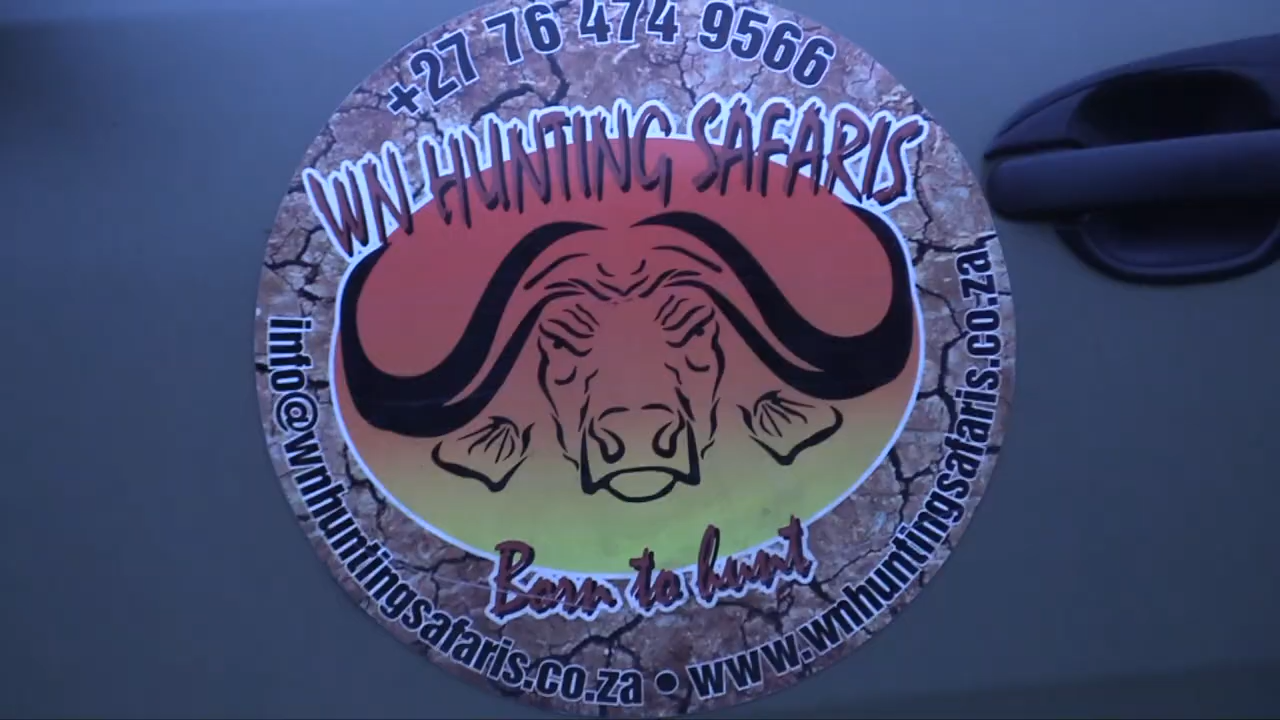 +27 76 474 9566
WN HUNTING SAFARIS
Born to hunt
info@wnhuntingsafaris.co.za • www.wnhuntingsafaris.co.za